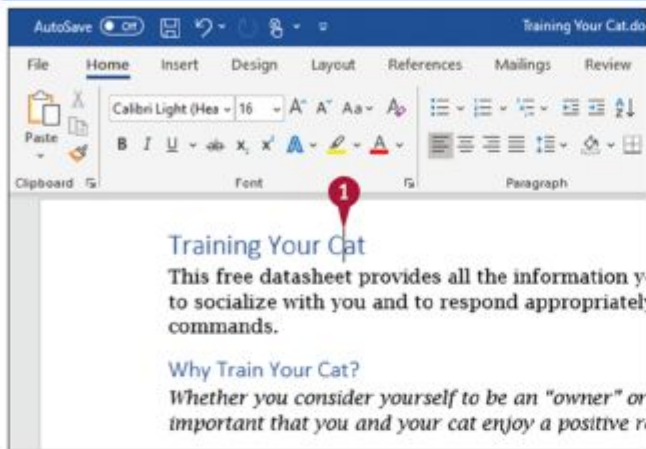 AutoSave Off Training Your Cat.do
File Home Insert Design Layout References Mailings Review
Calibri Light (Hea 16 A A Aa A
Paste
B I U ab x x A A
Clipboard Font Paragraph
1
Training Your Cat
This free datasheet provides all the information y
to socialize with you and to respond appropriately
commands.
Why Train Your Cat?
Whether you consider yourself to be an "owner" or
important that you and your cat enjoy a positive r